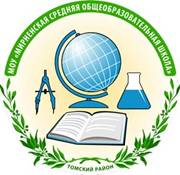 МОУ «МИРНЕНСКАЯ СРЕДНЯЯ ОБЩЕОБРАЗОВАТЕЛЬНАЯ ШКОЛА»
ТОМСКИЙ РАЙОН